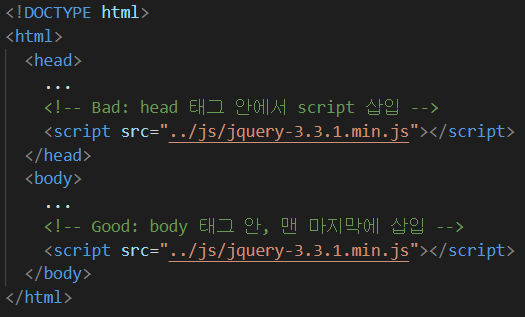 <!DOCTYPE html>
<html>
<head>
...
<!-- Bad: head 태그 안에서 script 삽입 -->
<script src="../js/jquery-3.3.1.min.js"></script>
</head>
<body>
...
<!-- Good: body 태그 안, 맨 마지막에 삽입 -->
<script src="../js/jquery-3.3.1.min.js"></script>
</body>
</html>